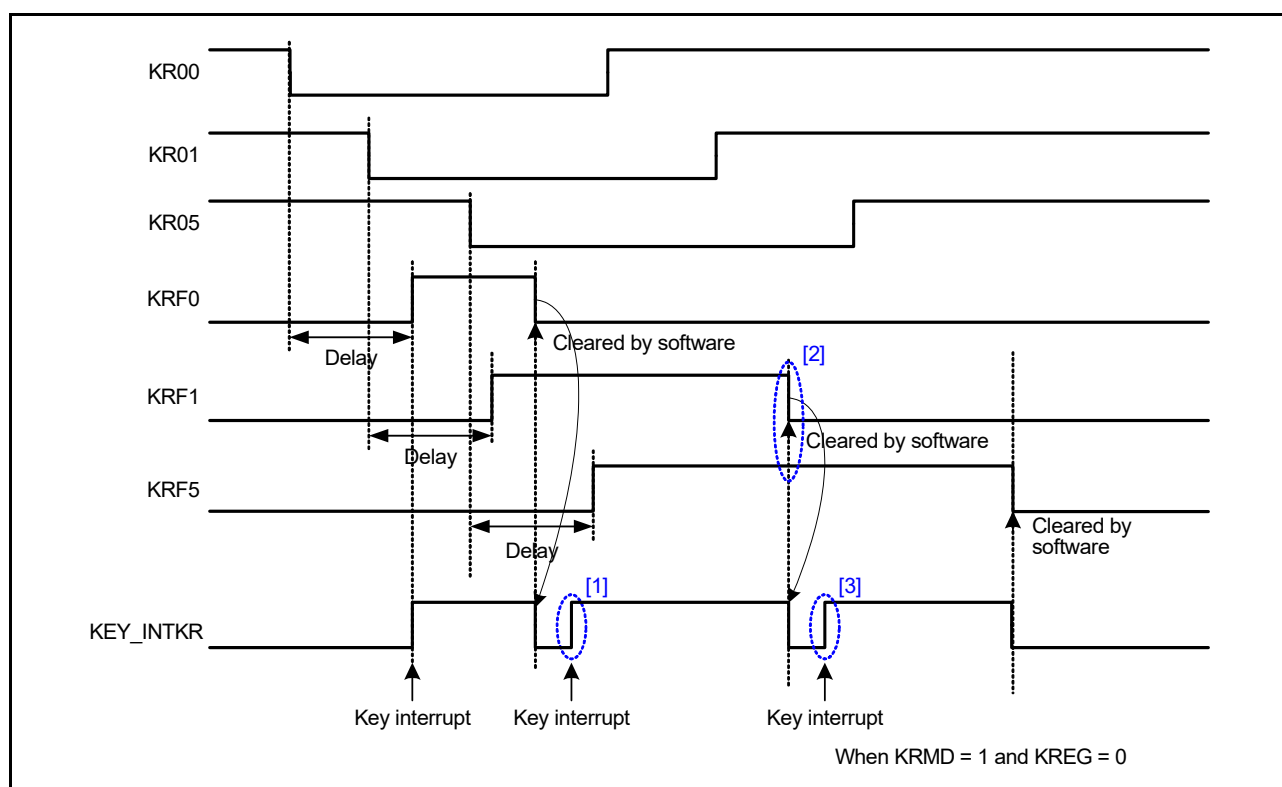 KR00
KR01
KR05
KRF0
Delay
Cleared by software
[2]
KRF1
Delay
Cleared by software
KRF5
Delay
Cleared by
software
[1]
[3]
KEY_INTKR
Key interrupt
Key interrupt
Key interrupt
When KRMD = 1 and KREG = 0